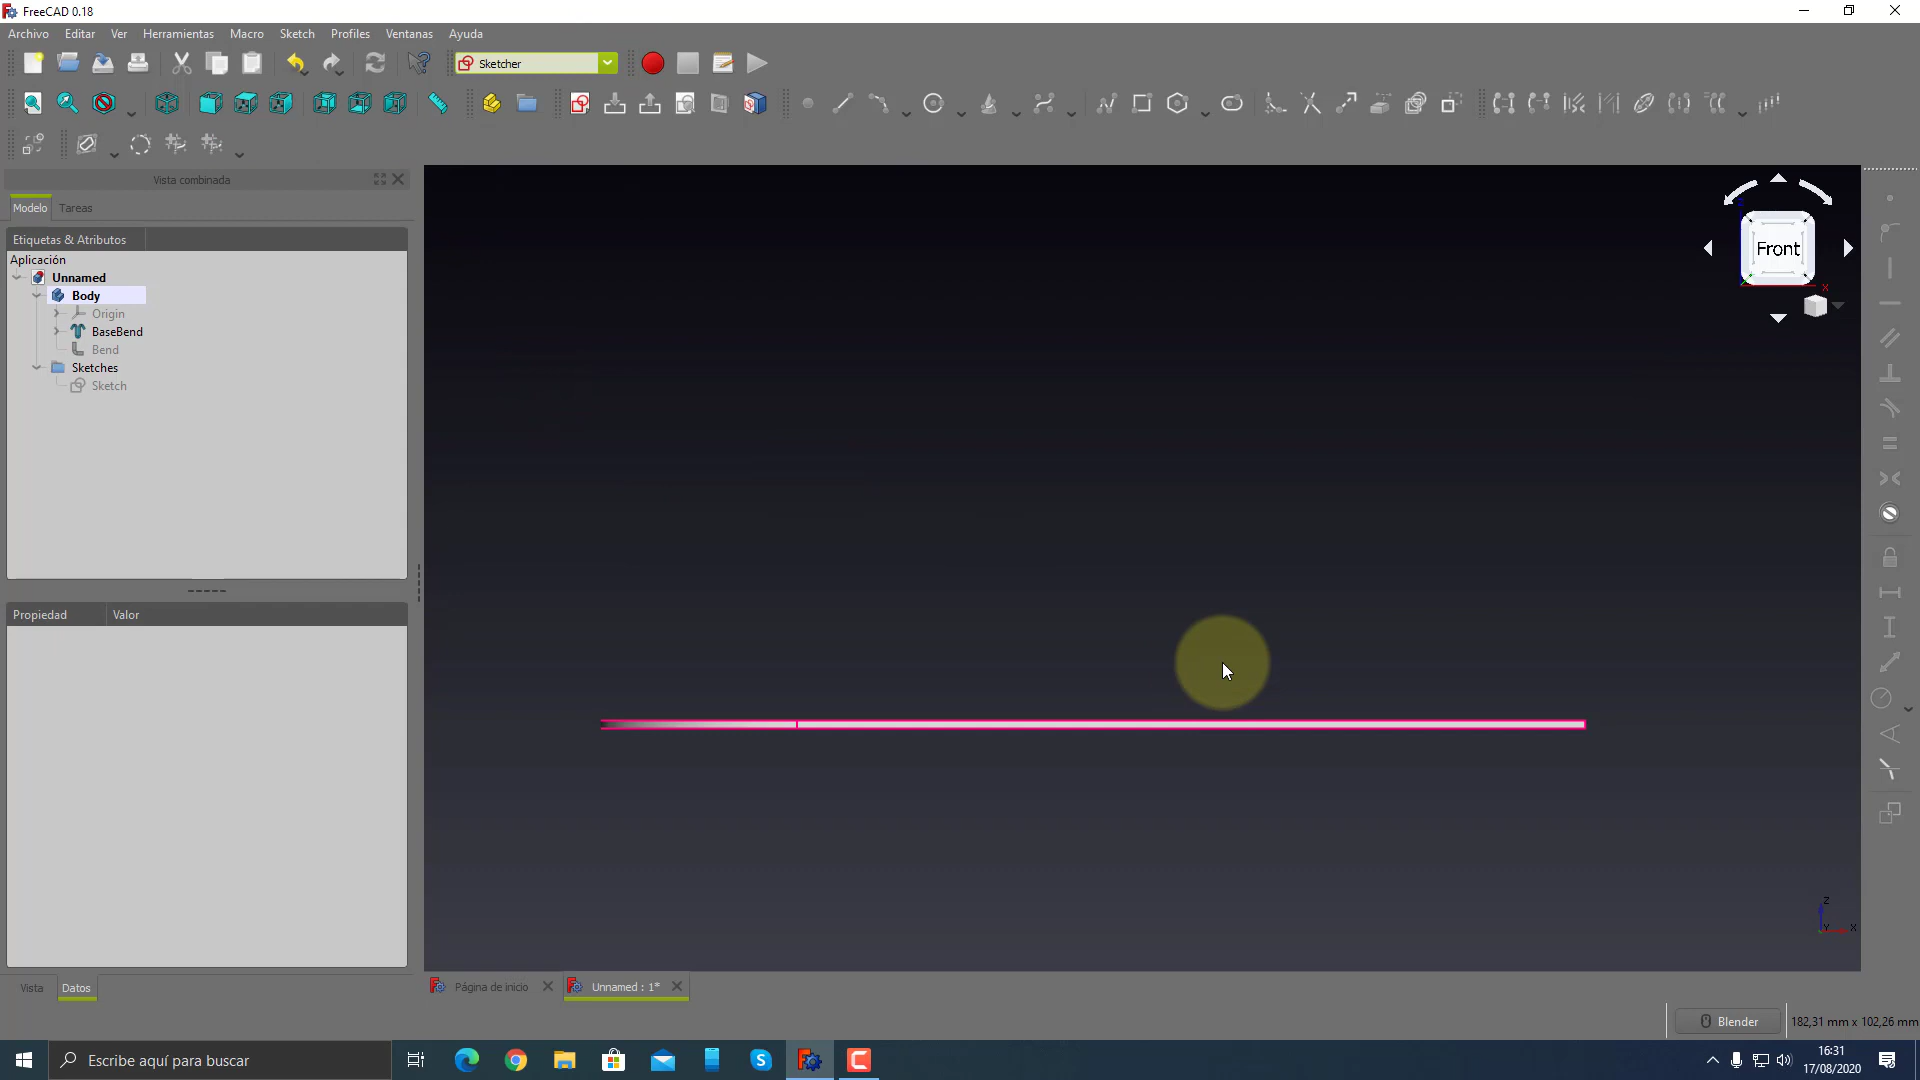 FreeCAD 0.18
Archivo Editar Ver Herramientas Macro Sketch Profiles Ventanas Ayuda
Sketcher
Vista combinada
Modelo Tareas
Etiquetas & Atributos
Aplicación
Unnamed
Body
Origin
BaseBend
Bend
Sketches
Sketch
Propiedad Valor
Vista Datos
Front
Z
X
Z
Y X
Página de inicio Unnamed : 1*
Blender 182,31 mm x 102,26 mm
Escribe aquí para buscar
16:31
17/08/2020